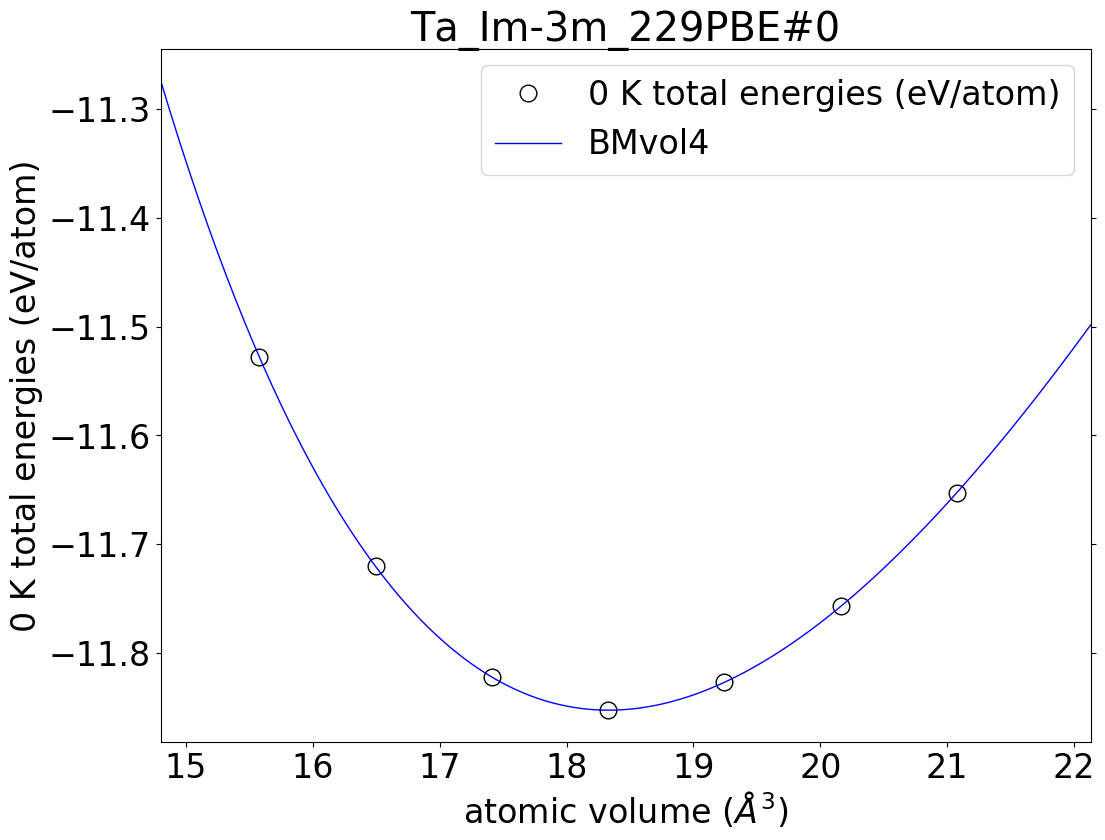 Ta_Im-3m_229PBE#0
0 K total energies (eV/atom)
BMvol4
0 K total energies (eV/atom)
−11.3
−11.4
−11.5
−11.6
−11.7
−11.8
15 16 17 18 19 20 21 22
atomic volume (Å³)